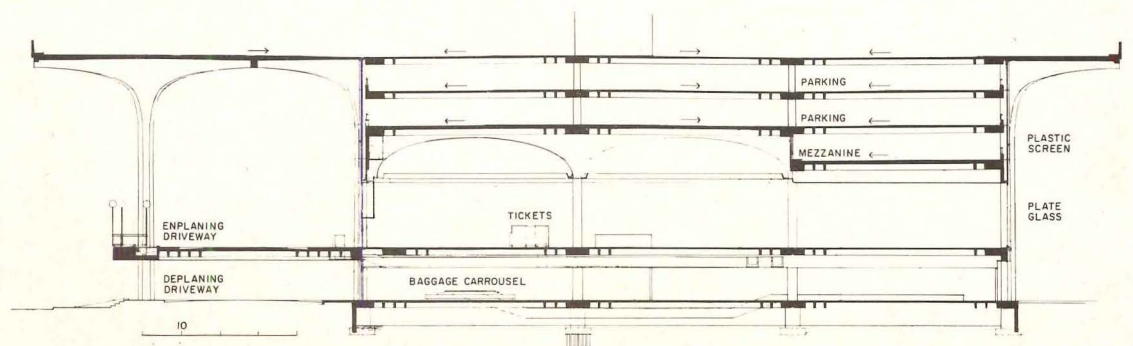 PARKING
PARKING
MEZZANINE
PLASTIC
SCREEN
PLATE
GLASS
TICKETS
ENPLANING
DRIVEWAY
DEPLANING
DRIVEWAY
BAGGAGE CARROUSEL
10